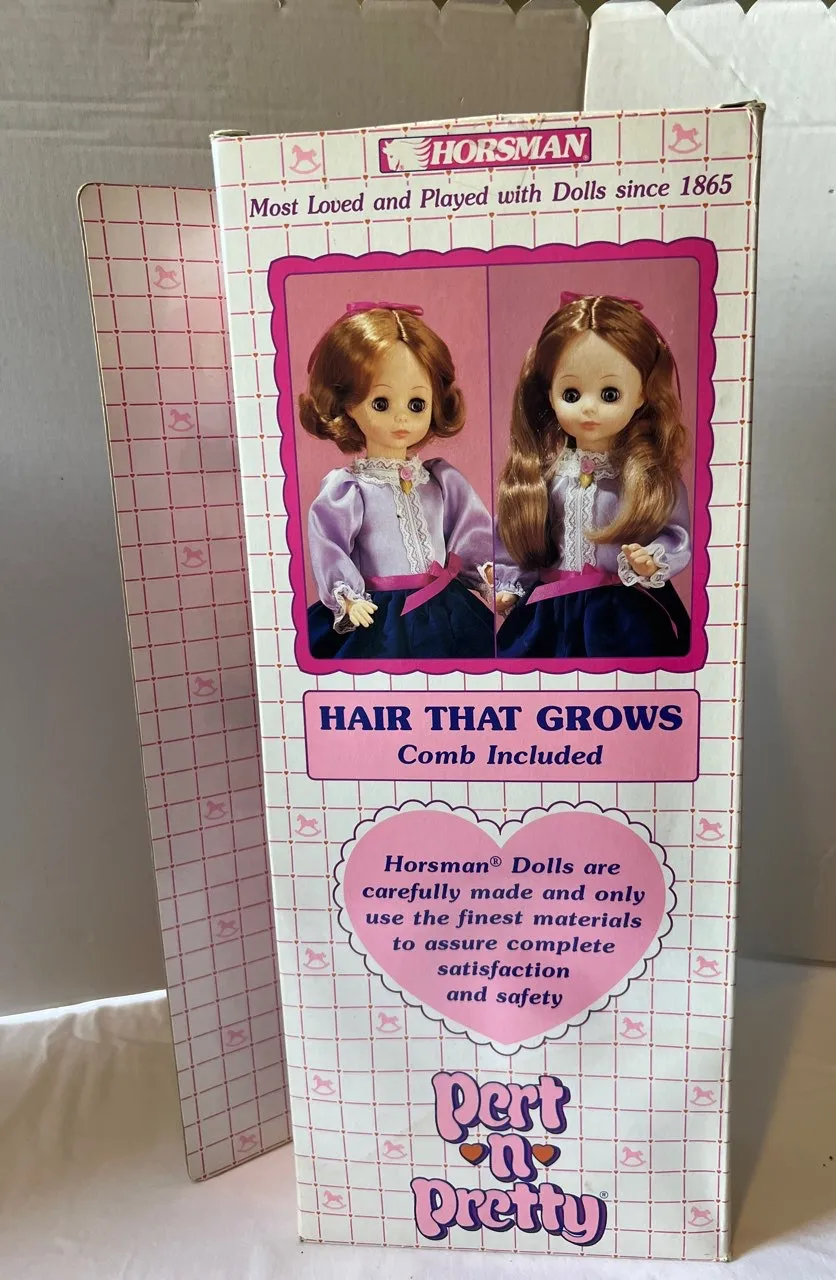 HORSMAN
Most Loved and Played with Dolls since 1865
HAIR THAT GROWS
Comb Included
Horsman® Dolls are
carefully made and only
use the finest materials
to assure complete
satisfaction
and safety
Pert
n
Pretty®